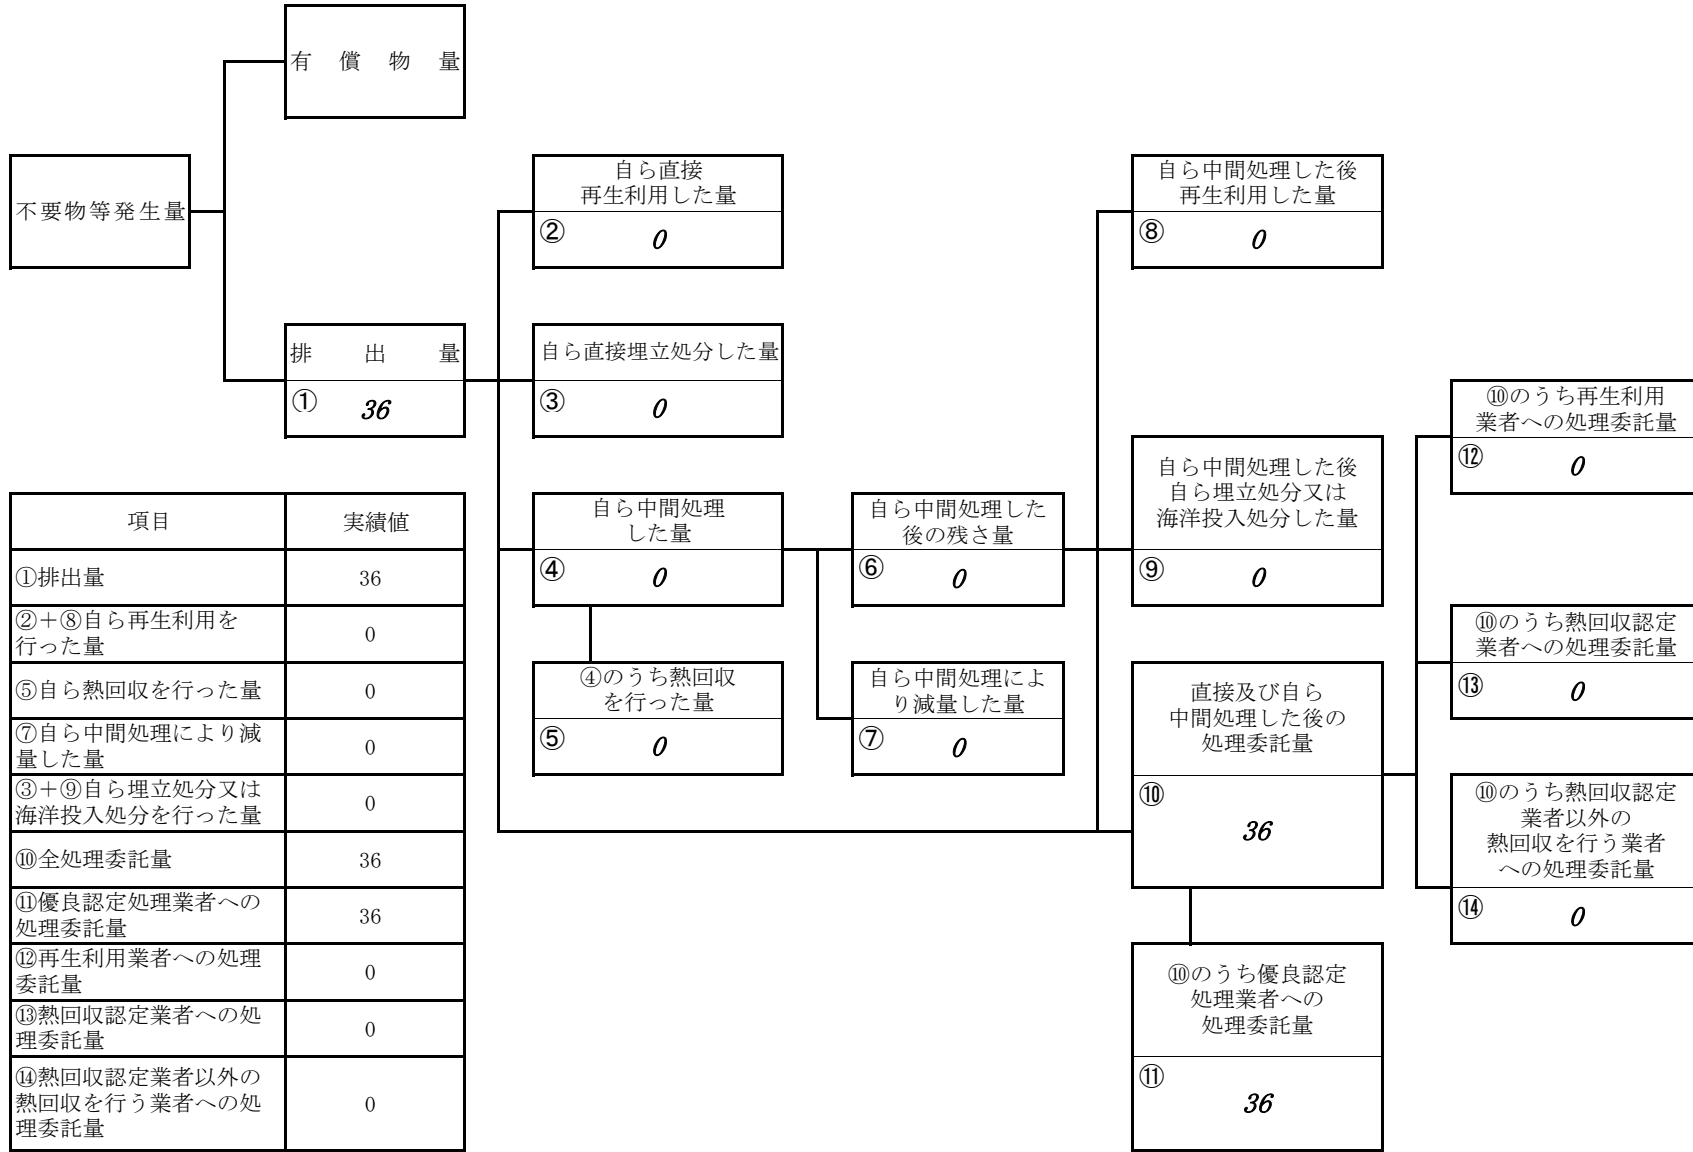 有償物量
不要物等発生量
排出量
① 36
自ら直接
再生利用した量
② 0
自ら直接埋立処分した量
③ 0
自ら中間処理
した量
④ 0
④のうち熱回収
を行った量
⑤ 0
自ら中間処理した
後の残さ量
⑥ 0
自ら中間処理によ
り減量した量
⑦ 0
自ら中間処理した後
再生利用した量
⑧ 0
自ら中間処理した後
自ら埋立処分又は
海洋投入処分した量
⑨ 0
直接及び自ら
中間処理した後の
処理委託量
⑩
36
⑩のうち優良認定
処理業者への
処理委託量
⑪
36
⑩のうち再生利用
業者への処理委託量
⑫ 0
⑩のうち熱回収認定
業者への処理委託量
⑬ 0
⑩のうち熱回収認定
業者以外の
熱回収を行う業者
への処理委託量
⑭ 0
項目 実績値
①排出量 36
②＋⑧自ら再生利用を
行った量 0
⑤自ら熱回収を行った量 0
⑦自ら中間処理により減
量した量 0
③＋⑨自ら埋立処分又は
海洋投入処分を行った量 0
⑩全処理委託量 36
⑪優良認定処理業者への
処理委託量 36
⑫再生利用業者への処理
委託量 0
⑬熱回収認定業者への処
理委託量 0
⑭熱回収認定業者以外の
熱回収を行う業者への処 0
理委託量